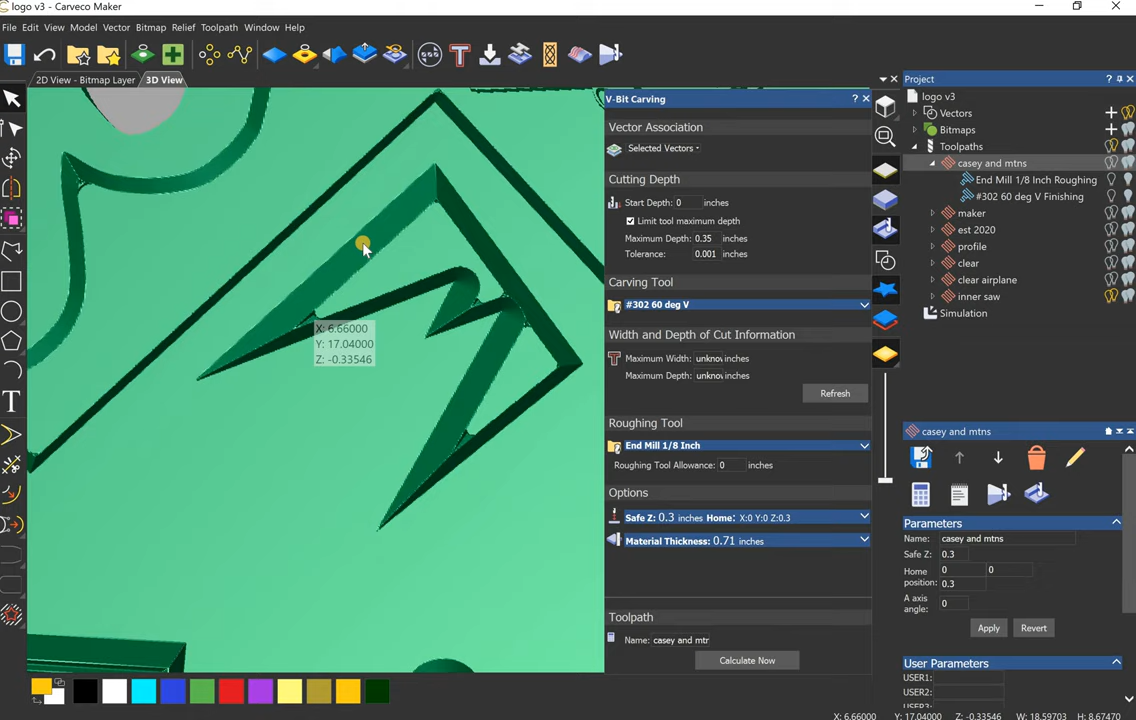 logo v3 - Carveco Maker
File Edit View Model Vector Bitmap Relief Toolpath Window Help
2D View - Bitmap Layer 3D View
V-Bit Carving ?
Vector Association
Selected Vectors
Cutting Depth
Start Depth: 0 inches
Limit tool maximum depth
Maximum Depth: 0.35 inches
Tolerance: 0.001 inches
Carving Tool
#302 60 deg V
Width and Depth of Cut Information
Maximum Width: unknov inches
Maximum Depth: unknov inches
Refresh
Roughing Tool
End Mill 1/8 Inch
Roughing Tool Allowance: 0 inches
Options
Safe Z: 0.3 inches Home: X:0 Y:0 Z:0.3
Material Thickness: 0.71 inches
Toolpath
Name: casey and mtr
Calculate Now
X: 6.66000
Y: 17.04000
Z: -0.33546
Project ?
logo v3
Vectors
Bitmaps
Toolpaths
casey and mtns
End Mill 1/8 Inch Roughing
#302 60 deg V Finishing
maker
est 2020
profile
clear
clear airplane
inner saw
Simulation
casey and mtns
Parameters
Name: casey and mtns
Safe Z: 0.3
Home position: 0 0
0.3
A axis angle: 0
Apply Revert
User Parameters
USER1:
USER2:
X: 6.66000 Y: 17.04000 Z: -0.33546 W: 18.59703 H: 8.67470